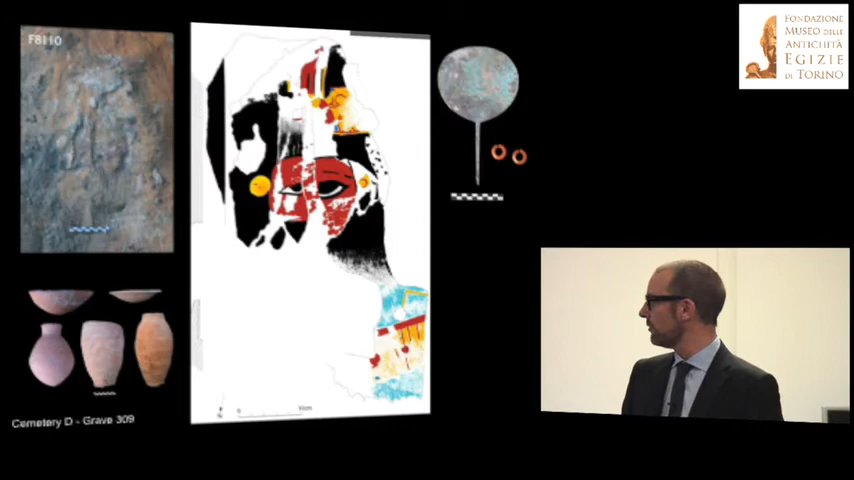 F8110
FONDAZIONE
MUSEO DELLE
ANTICHITÀ
EGIZIE
DI TORINO
Cemetery D - Grave 309